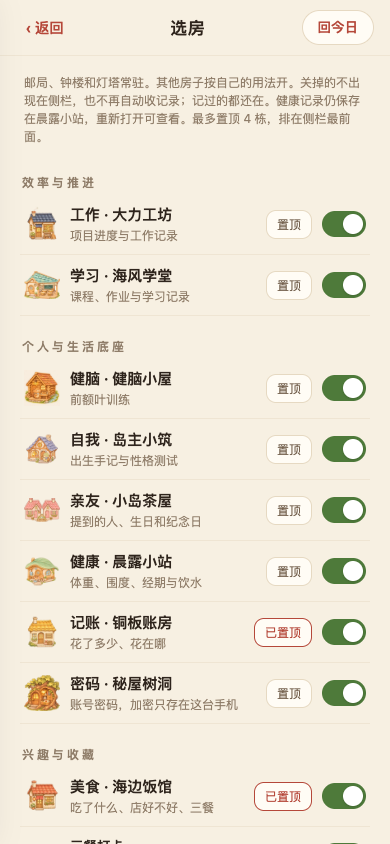 ‹ 返回
选房
回今日
邮局、钟楼和灯塔常驻。其他房子按自己的用法开。关掉的不出
现在侧栏，也不再自动收记录；记过的都还在。健康记录仍保存
在晨露小站，重新打开可查看。最多置顶 4 栋，排在侧栏最前
面。
效率与推进
工作 · 大力工坊
项目进度与工作记录
置顶
学习 · 海风学堂
课程、作业与学习记录
置顶
个人与生活底座
健脑 · 健脑小屋
前额叶训练
置顶
自我 · 岛主小筑
出生手记与性格测试
置顶
亲友 · 小岛茶屋
提到的人、生日和纪念日
置顶
健康 · 晨露小站
体重、围度、经期与饮水
置顶
记账 · 铜板账房
花了多少、花在哪
已置顶
密码 · 秘屋树洞
账号密码，加密只存在这台手机
置顶
兴趣与收藏
美食 · 海边饭馆
吃了什么、店好不好、三餐
已置顶